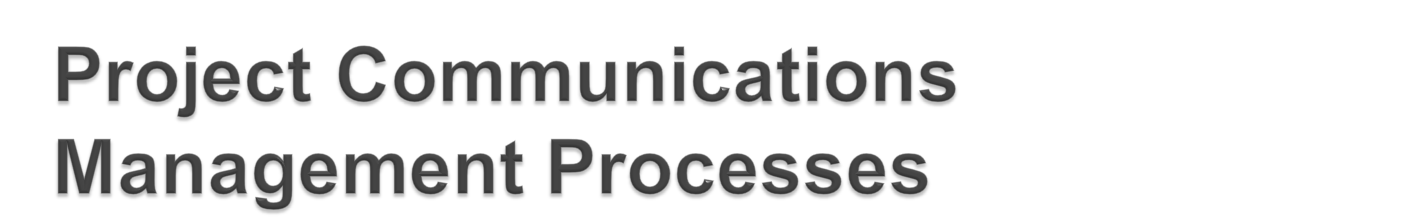 Project Communications
Management Processes